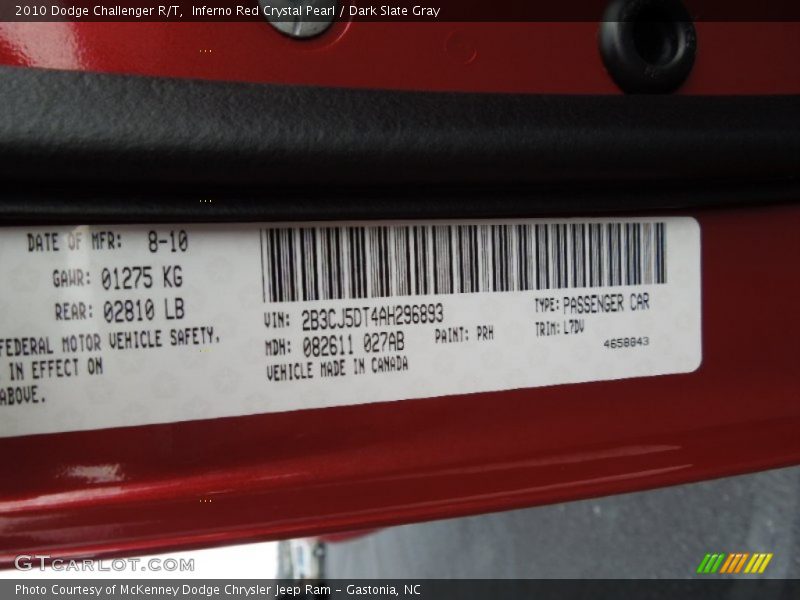 2010 Dodge Challenger R/T, Inferno Red Crystal Pearl / Dark Slate Gray
DATE OF MFR: 8-10
GAWR: 01275 KG
REAR: 02810 LB
FEDERAL MOTOR VEHICLE SAFETY,
IN EFFECT ON
ABOVE.
VIN: 2B3CJ5DT4AH296893
TYPE: PASSENGER CAR
MDH: 082611 027AB
PAINT: PRH
TRIM: L7DV
VEHICLE MADE IN CANADA
4658843
GTCarLot.com
Photo Courtesy of McKenney Dodge Chrysler Jeep Ram - Gastonia, NC